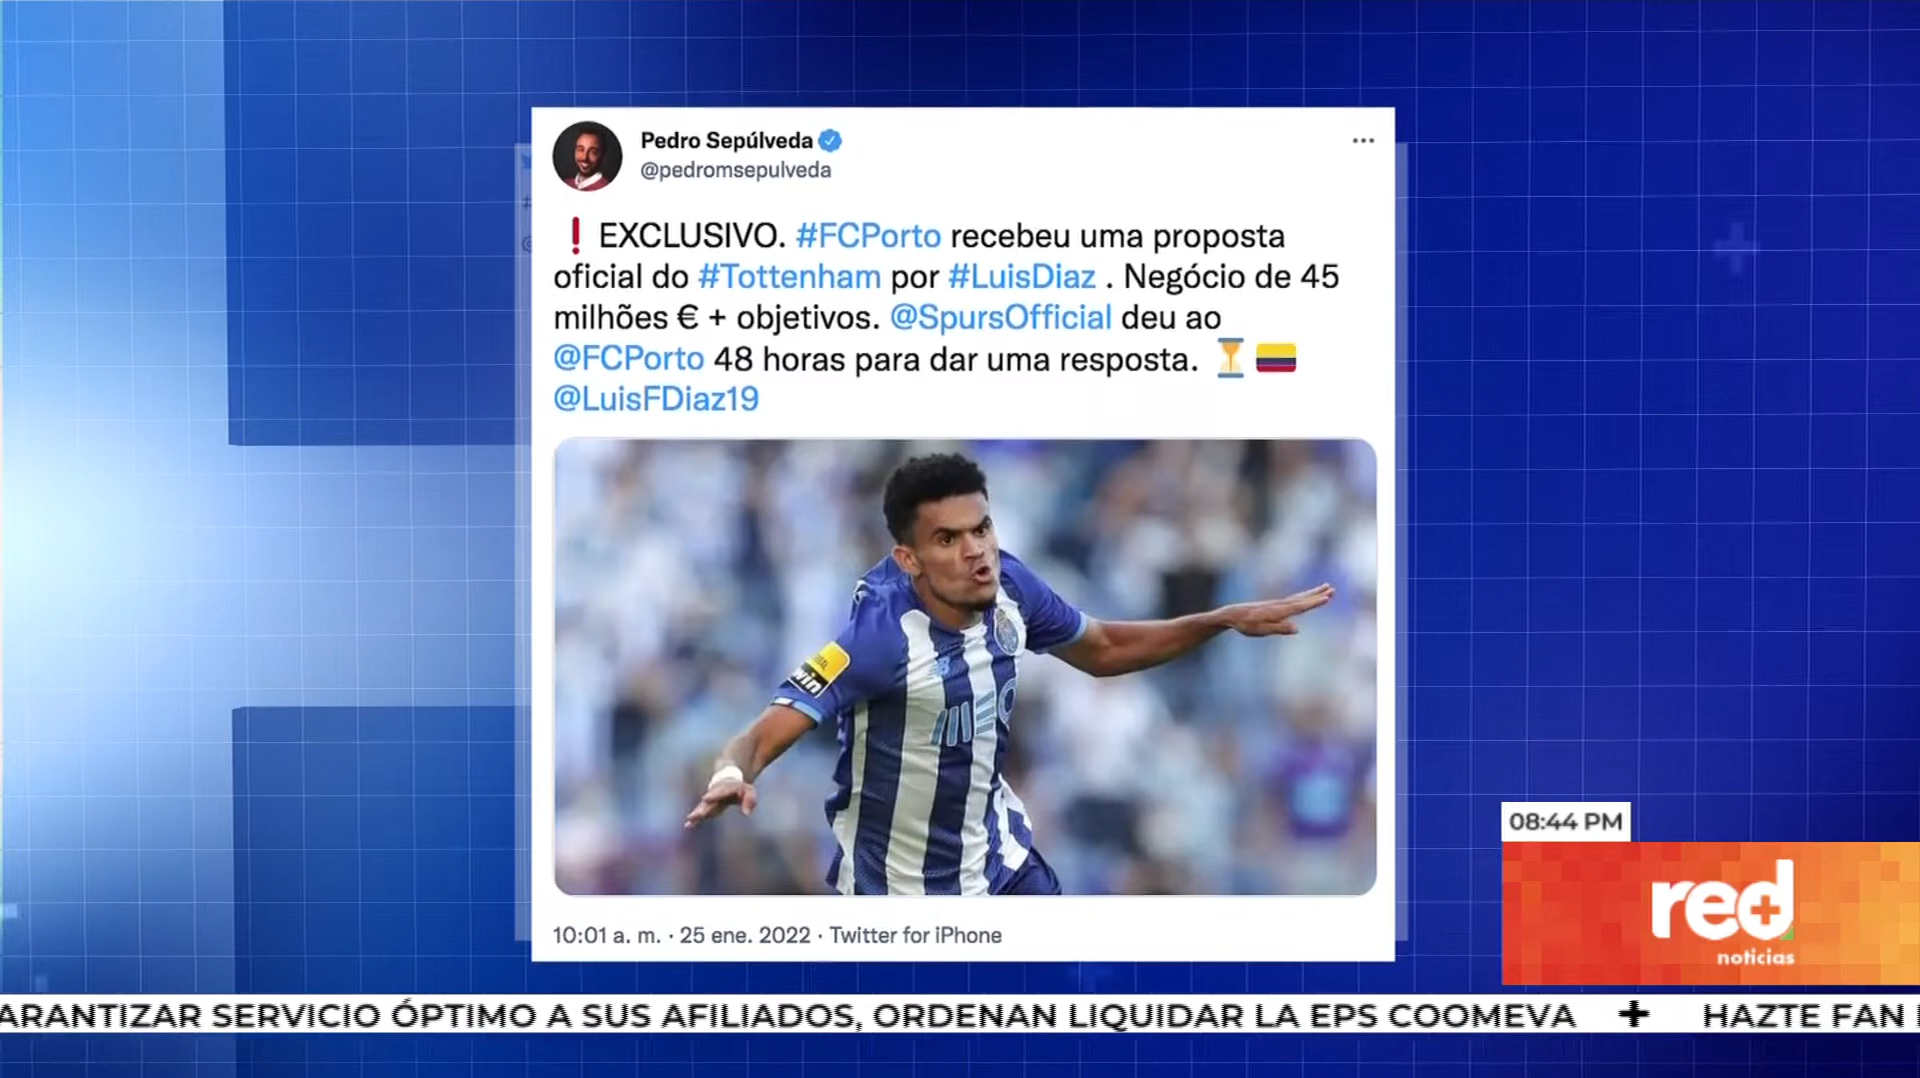 Pedro Sepúlveda
@pedromsepulveda
❗EXCLUSIVO. #FCPorto recebeu uma proposta
oficial do #Tottenham por #LuisDiaz . Negócio de 45
milhões € + objetivos. @SpursOfficial deu ao
@FCPorto 48 horas para dar uma resposta. ⏳🇨🇴
@LuisFDiaz19
win
10:01 a. m. · 25 ene. 2022 · Twitter for iPhone
08:44 PM
red
noticias
ARANTIZAR SERVICIO ÓPTIMO A SUS AFILIADOS, ORDENAN LIQUIDAR LA EPS COOMEVA + HAZTE FAN